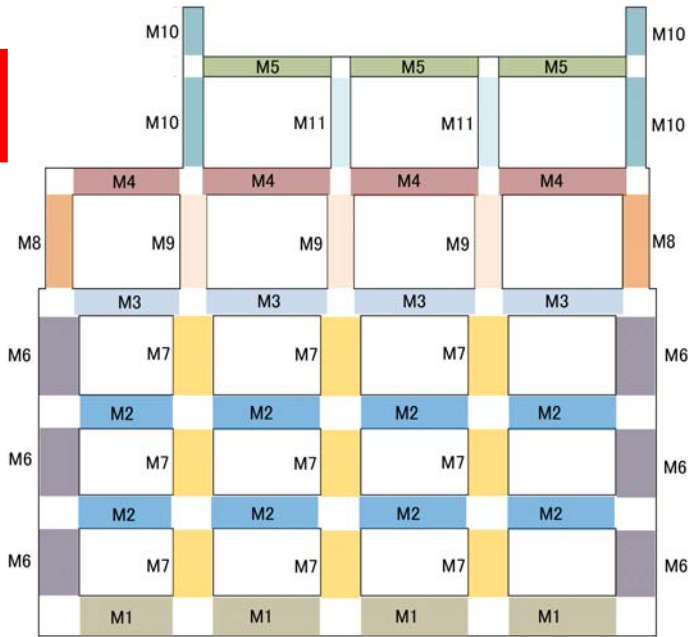 M10 M10
M5 M5 M5
M10 M11 M11 M10
M4 M4 M4 M4
M8 M9 M9 M9 M8
M3 M3 M3 M3
M6 M7 M7 M7 M6
M2 M2 M2 M2
M6 M7 M7 M7 M6
M2 M2 M2 M2
M6 M7 M7 M7 M6
M1 M1 M1 M1